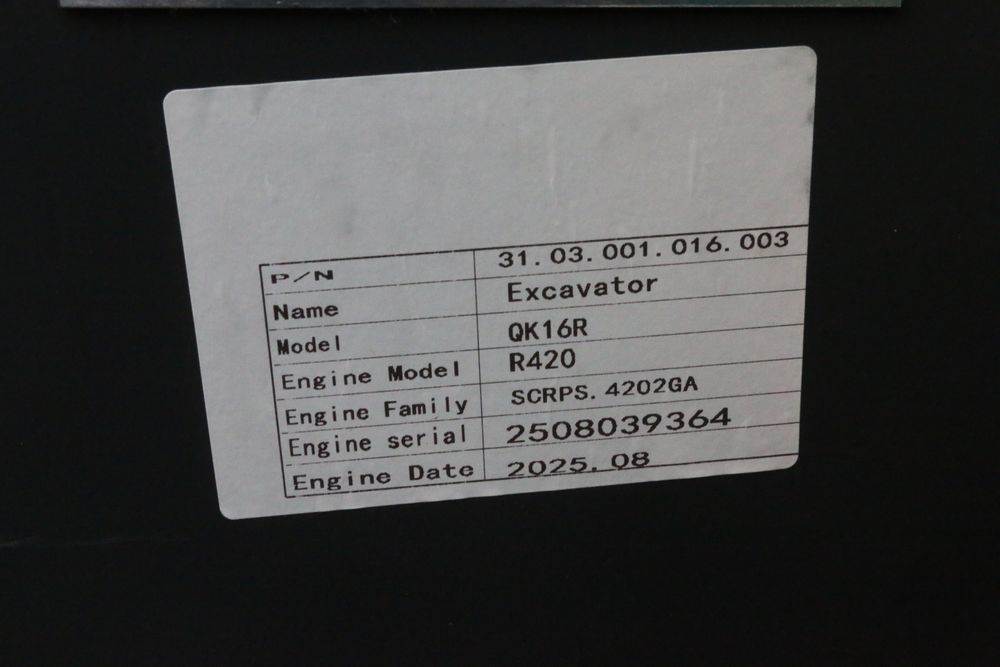 P/N 31.03.001.016.003
Name Excavator
Model QK16R
Engine Model R420
Engine Family SCRPS.4202GA
Engine serial 2508039364
Engine Date 2025.08